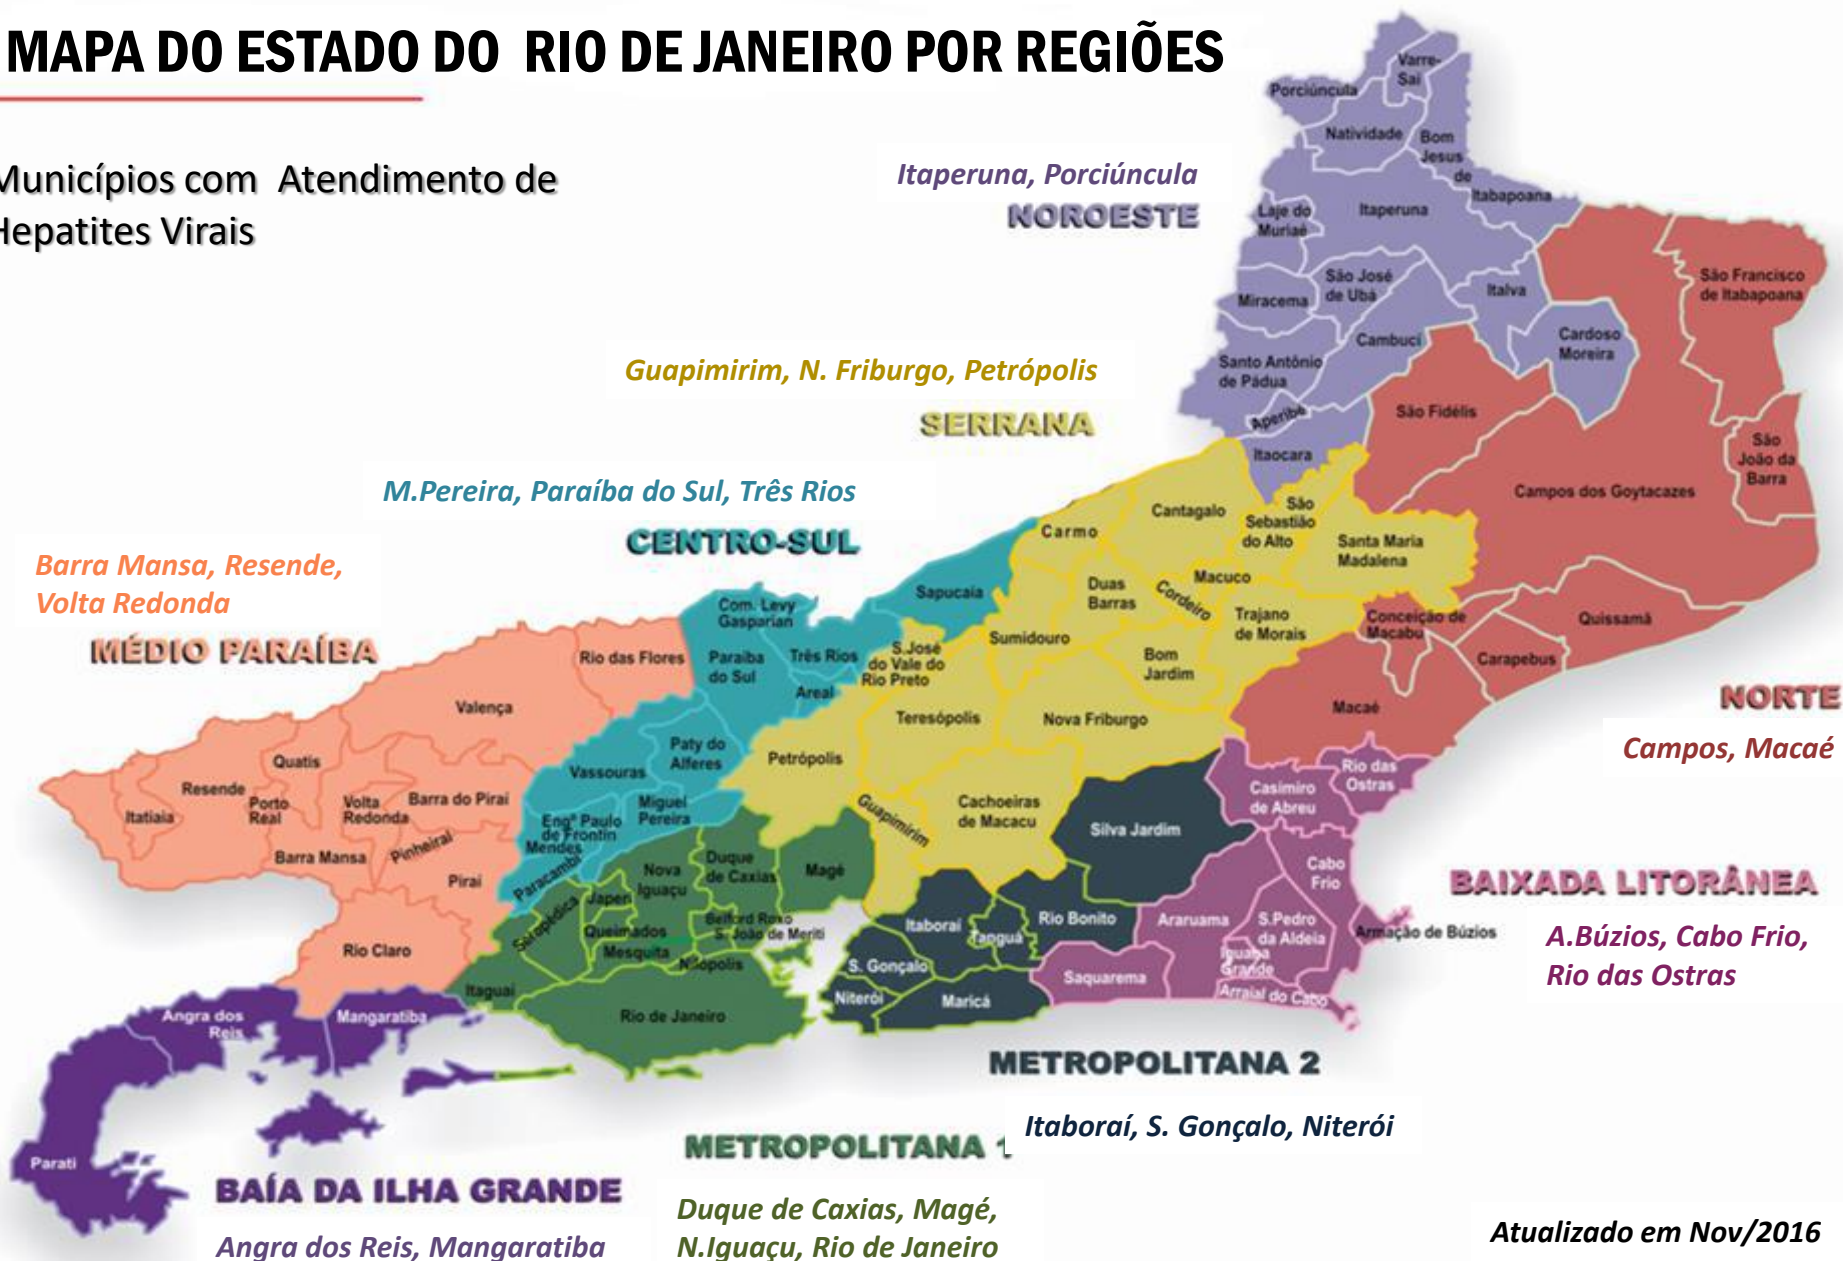 MAPA DO ESTADO DO RIO DE JANEIRO POR REGIÕES
Municípios com Atendimento de
Hepatites Virais
Itaperuna, Porciúncula
NOROESTE
Varre-
Sai
Porciúncula
Natividade
Bom
Jesus
de
Itabapoana
Laje do
Muriaé
Itaperuna
São José
de Ubá
Italva
Miracema
Cambuci
Cardoso
Moreira
Santo Antônio
de Pádua
Aperibé
Itaocara
São Francisco
de Itabapoana
São Fidélis
São
João da
Barra
Campos dos Goytacazes
Conceição de
Macabu
Quissamã
Carapebus
Macaé
NORTE
Campos, Macaé
Guapimirim, N. Friburgo, Petrópolis
SERRANA
Carmo
Cantagalo
São
Sebastião
do Alto
Santa Maria
Madalena
Duas
Barras
Macuco
Cordeiro
Trajano
de Morais
Sumidouro
Bom
Jardim
S.José
do Vale do
Rio Preto
Teresópolis
Nova Friburgo
Petrópolis
Guapimirim
Cachoeiras
de Macacu
M.Pereira, Paraíba do Sul, Três Rios
CENTRO-SUL
Sapucaia
Com. Levy
Gasparian
Paraíba
do Sul
Três Rios
Areal
Paty do
Alferes
Vassouras
Miguel
Pereira
Engº Paulo
de Frontin
Mendes
Paracambi
Barra Mansa, Resende,
Volta Redonda
MÉDIO PARAÍBA
Rio das Flores
Valença
Quatis
Resende
Itatiaia
Porto
Real
Volta
Redonda
Barra do Piraí
Barra Mansa
Pinheiral
Piraí
Rio Claro
Angra dos
Reis
Mangaratiba
Parati
BAÍA DA ILHA GRANDE
Angra dos Reis, Mangaratiba
Nova
Iguaçu
Duque
de Caxias
Magé
Japeri
Seropédica
Queimados
Belford Roxo
S. João de Meriti
Mesquita
Nilópolis
Itaguaí
Rio de Janeiro
METROPOLITANA 1
Duque de Caxias, Magé,
N.Iguaçu, Rio de Janeiro
Silva Jardim
Itaboraí
Tanguá
Rio Bonito
S. Gonçalo
Niterói
Maricá
METROPOLITANA 2
Itaboraí, S. Gonçalo, Niterói
Casimiro
de Abreu
Rio das
Ostras
Cabo
Frio
Araruama
S.Pedro
da Aldeia
Armação de Búzios
Iguaba
Grande
Saquarema
Arraial do Cabo
BAIXADA LITORÂNEA
A.Búzios, Cabo Frio,
Rio das Ostras
Atualizado em Nov/2016